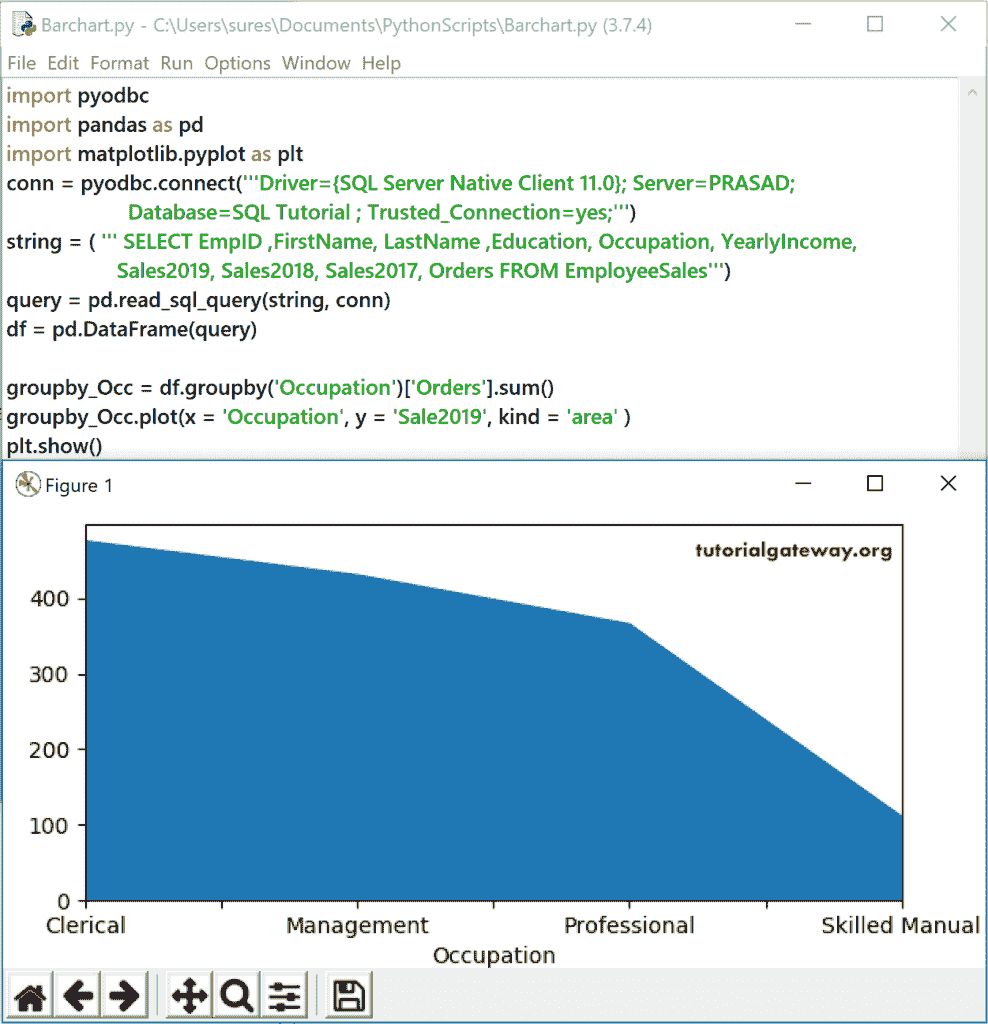 Barchart.py - C:\Users\sures\Documents\PythonScripts\Barchart.py (3.7.4)
File Edit Format Run Options Window Help
import pyodbc
import pandas as pd
import matplotlib.pyplot as plt
conn = pyodbc.connect('''Driver={SQL Server Native Client 11.0}; Server=PRASAD;
Database=SQL Tutorial ; Trusted_Connection=yes;''')
string = ( ''' SELECT EmpID ,FirstName, LastName ,Education, Occupation, YearlyIncome,
Sales2019, Sales2018, Sales2017, Orders FROM EmployeeSales''')
query = pd.read_sql_query(string, conn)
df = pd.DataFrame(query)
groupby_Occ = df.groupby('Occupation')['Orders'].sum()
groupby_Occ.plot(x = 'Occupation', y = 'Sale2019', kind = 'area' )
plt.show()
Figure 1
tutorialgateway.org
400
300
200
100
0
Clerical Management Professional Skilled Manual
Occupation